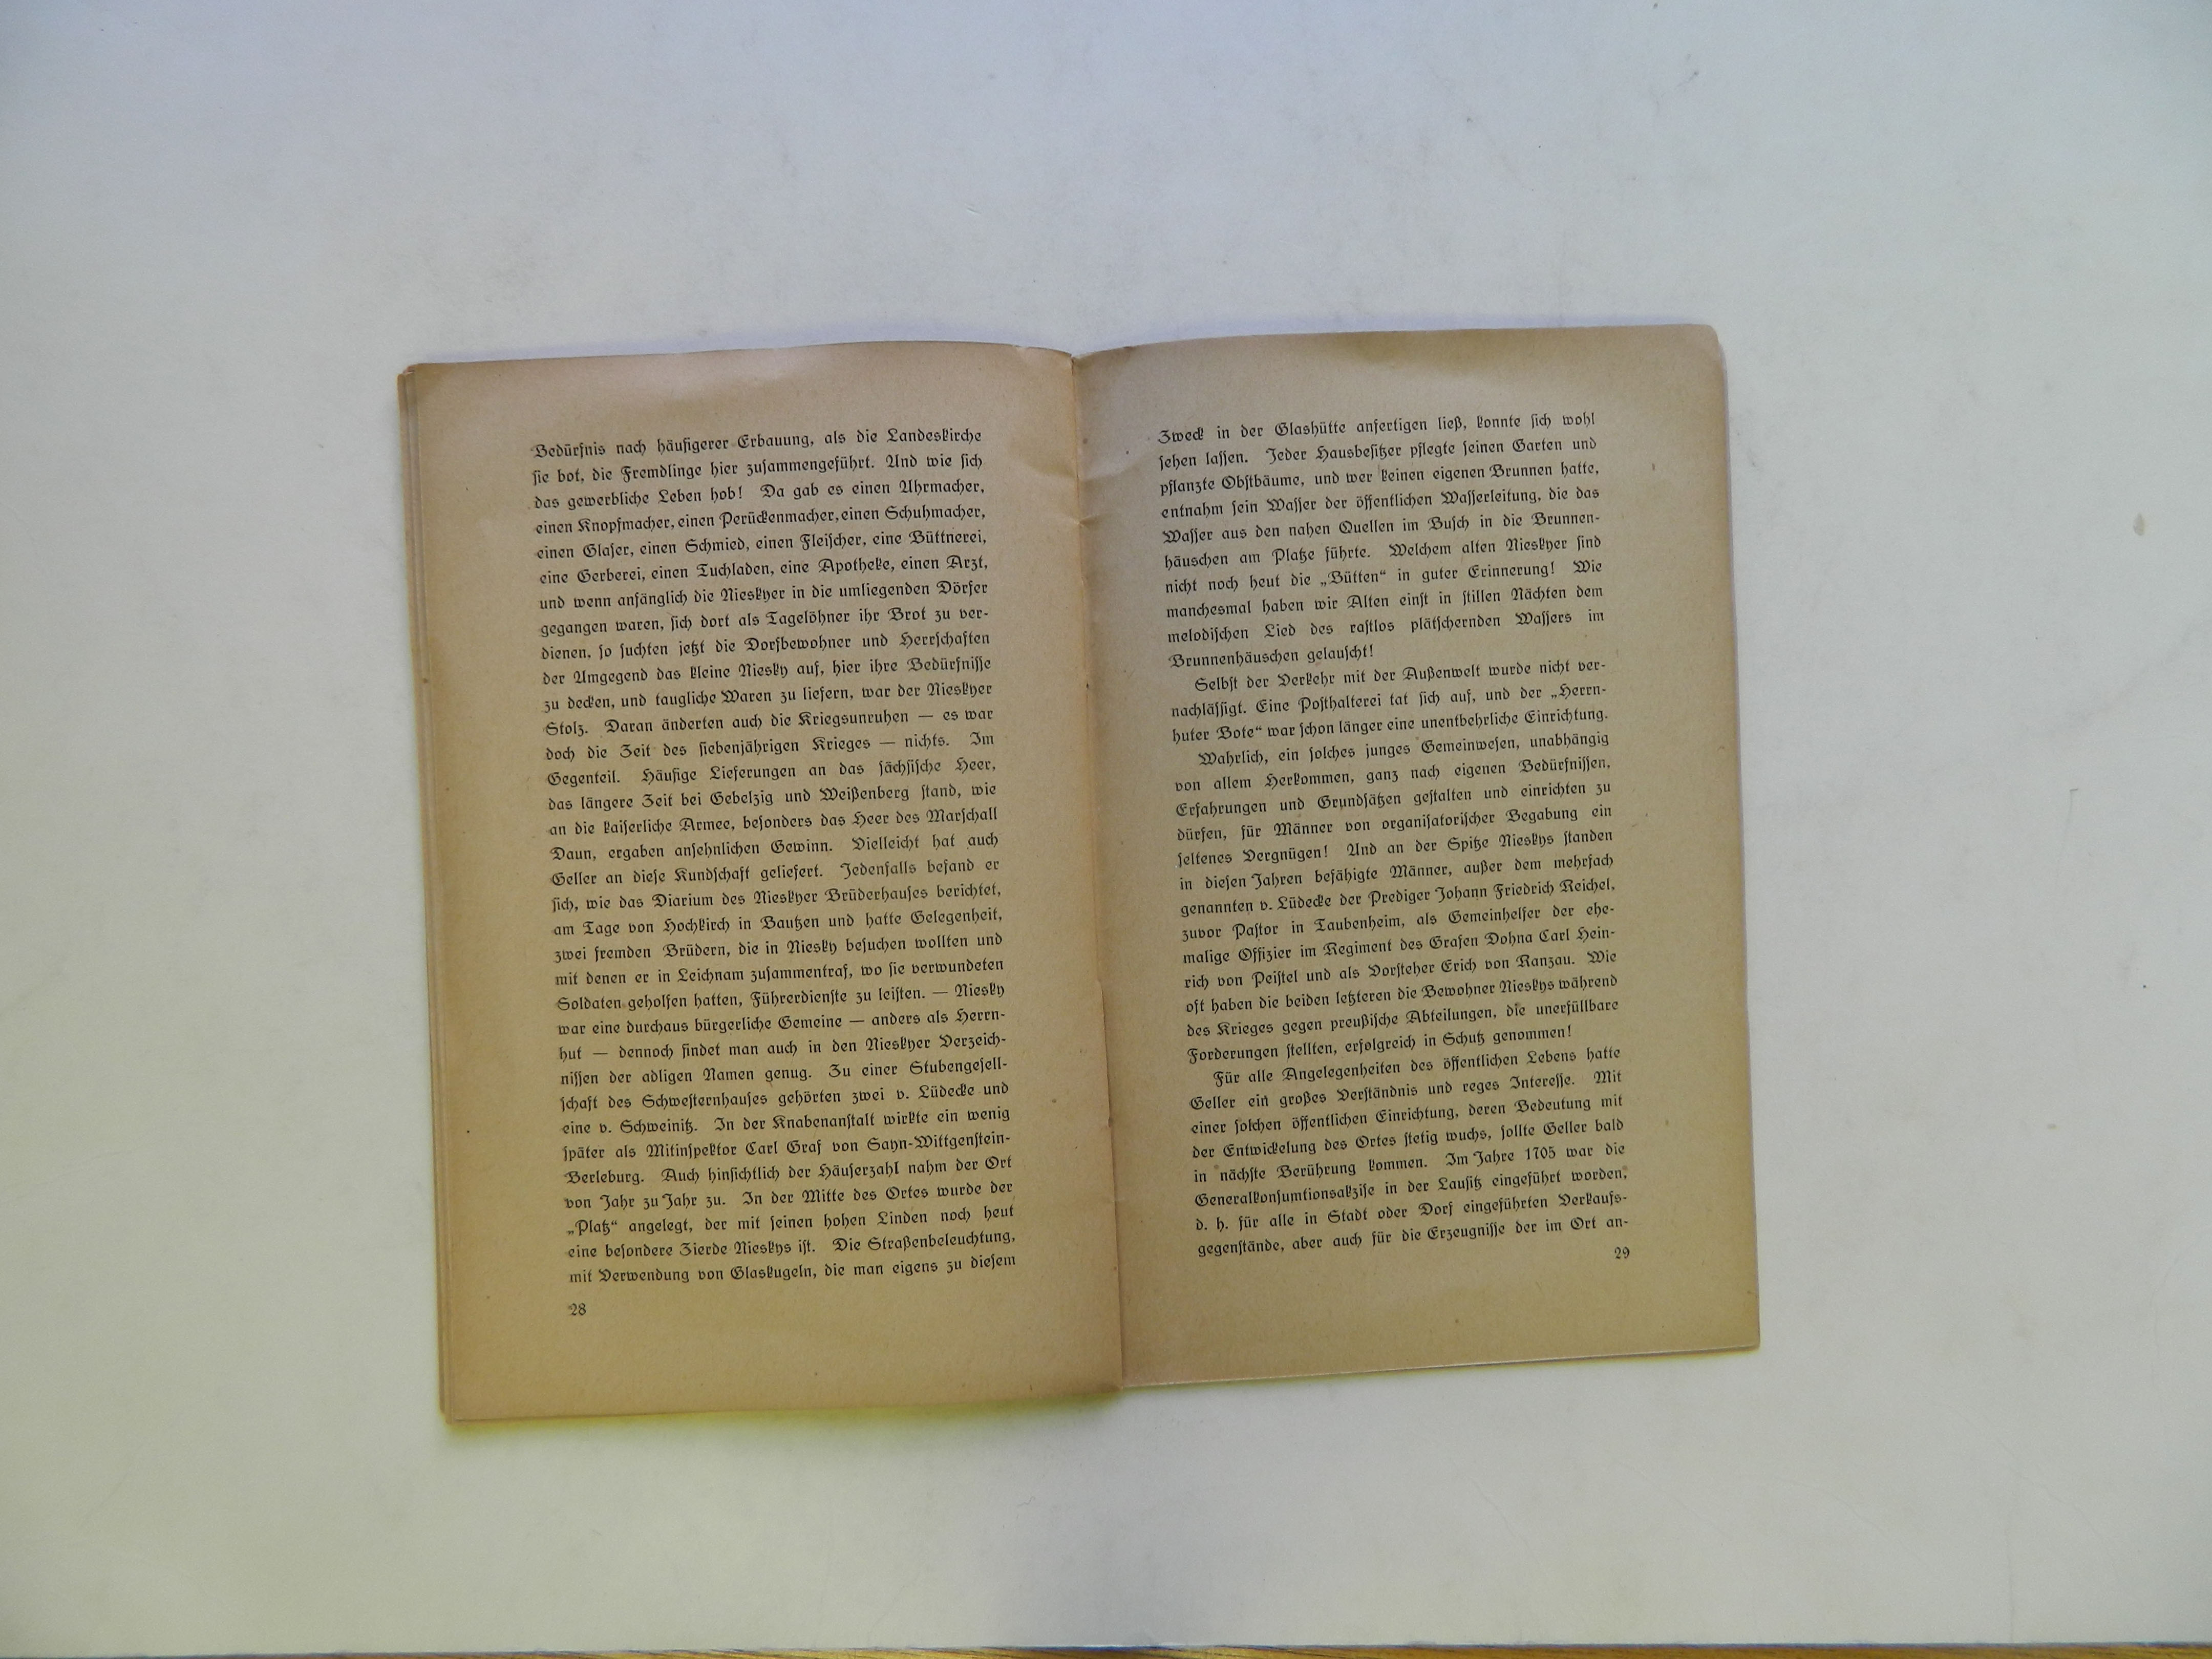 Bedürfnis nach häufigerer Erbauung, als die Landeskirche
sie bot, die Fremdlinge hier zusammengeführt. Und wie sich
das gewerbliche Leben hob! Da gab es einen Uhrmacher,
einen Knopfmacher, einen Perückenmacher, einen Schuhmacher,
einen Glaser, einen Schmied, einen Fleischer, eine Büttnerei,
eine Gerberei, einen Tuchladen, eine Apotheke, einen Arzt,
und wenn anfänglich die Nieskyer in die umliegenden Dörfer
gegangen waren, sich dort als Tagelöhner ihr Brot zu ver-
dienen, so suchten jetzt die Dorfbewohner und Herrschaften
der Umgegend das kleine Niesky auf, hier ihre Bedürfnisse
zu decken, und taugliche Waren zu liefern, war der Nieskyer
Stolz. Daran änderten auch die Kriegsunruhen — es war
doch die Zeit des siebenjährigen Krieges — nichts. Im
Gegenteil. Häufige Lieferungen an das sächsische Heer,
das längere Zeit bei Gebelzig und Weißenberg stand, wie
an die kaiserliche Armee, besonders das Heer des Marschall
Daun, ergaben ansehnlichen Gewinn. Vielleicht hat auch
Geller an diese Kundschaft geliefert. Jedenfalls befand er
sich, wie das Diarium des Nieskyer Brüderhauses berichtet,
am Tage von Hochkirch in Bautzen und hatte Gelegenheit,
zwei fremden Brüdern, die in Niesky besuchen wollten und
mit denen er in Leichnam zusammentraf, wo sie verwundeten
Soldaten geholfen hatten, Führerdienste zu leisten. — Niesky
war eine durchaus bürgerliche Gemeine — anders als Herrn-
hut — dennoch findet man auch in den Nieskyer Verzeich-
nissen der adligen Namen genug. Zu einer Stubengesell-
schaft des Schwesternhauses gehörten zwei v. Lüdecke und
eine v. Schweinitz. In der Knabenanstalt wirkte ein wenig
später als Mitinspektor Carl Graf von Sayn-Wittgenstein-
Berleburg. Auch hinsichtlich der Häuserzahl nahm der Ort
von Jahr zu Jahr zu. In der Mitte des Ortes wurde der
„Platz“ angelegt, der mit seinen hohen Linden noch heut
eine besondere Zierde Nieskys ist. Die Straßenbeleuchtung,
mit Verwendung von Glaskugeln, die man eigens zu diesem
28
Zweck in der Glashütte anfertigen ließ, konnte sich wohl
sehen lassen. Jeder Hausbesitzer pflegte seinen Garten und
pflanzte Obstbäume, und wer keinen eigenen Brunnen hatte,
entnahm sein Wasser der öffentlichen Wasserleitung, die das
Wasser aus den nahen Quellen im Busch in die Brunnen-
häuschen am Platze führte. Welchem alten Nieskyer sind
nicht noch heut die „Bütten“ in guter Erinnerung! Wie
manchesmal haben wir Alten einst in stillen Nächten dem
melodischen Lied des rastlos plätschernden Wassers im
Brunnenhäuschen gelauscht!
Selbst der Verkehr mit der Außenwelt wurde nicht ver-
nachlässigt. Eine Posthalterei tat sich auf, und der „Herrn-
huter Bote“ war schon länger eine unentbehrliche Einrichtung.
Wahrlich, ein solches junges Gemeinwesen, unabhängig
von allem Herkommen, ganz nach eigenen Bedürfnissen,
Erfahrungen und Grundsätzen gestalten und einrichten zu
dürfen, für Männer von organisatorischer Begabung ein
seltenes Vergnügen! Und an der Spitze Nieskys standen
in diesen Jahren befähigte Männer, außer dem mehrfach
genannten v. Lüdecke der Prediger Johann Friedrich Reichel,
zuvor Pastor in Taubenheim, als Gemeinhelfer der ehe-
malige Offizier im Regiment des Grafen Dohna Carl Hein-
rich von Peistel und als Vorsteher Erich von Ranzau. Wie
oft haben die beiden letzteren die Bewohner Nieskys während
des Krieges gegen preußische Abteilungen, die unerfüllbare
Forderungen stellten, erfolgreich in Schutz genommen!
Für alle Angelegenheiten des öffentlichen Lebens hatte
Geller ein großes Verständnis und reges Interesse. Mit
einer solchen öffentlichen Einrichtung, deren Bedeutung mit
der Entwickelung des Ortes stetig wuchs, sollte Geller bald
in nächste Berührung kommen. Im Jahre 1705 war die
Generalkonsumtionsakzise in der Lausitz eingeführt worden,
d. h. für alle in Stadt oder Dorf eingeführten Verkaufs-
gegenstände, aber auch für die Erzeugnisse der im Ort an-
29